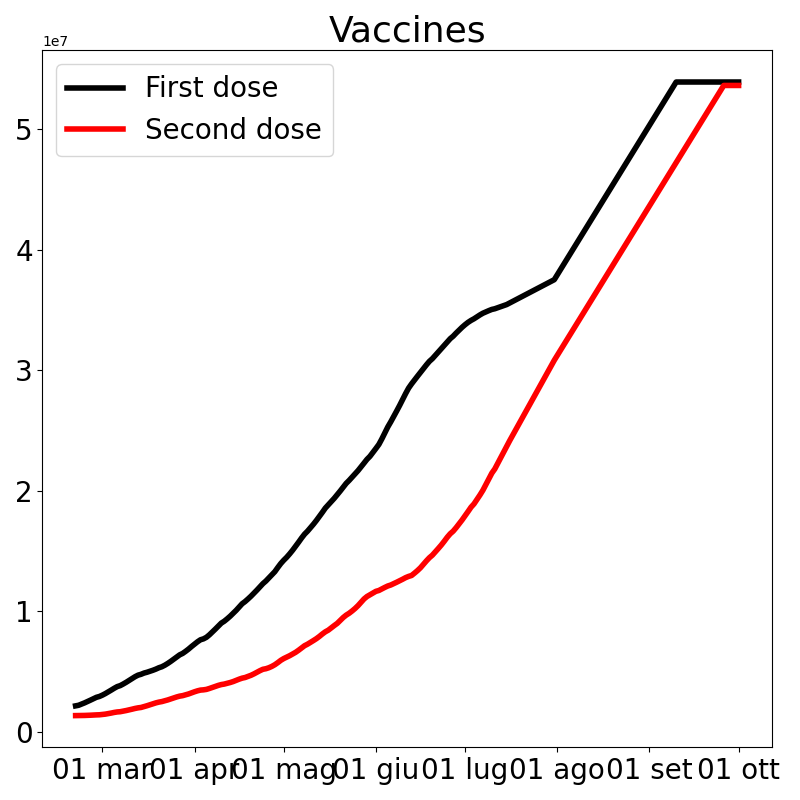 Vaccines
1e7
First dose
Second dose
5
4
3
2
1
0
01 mar 01 apr 01 mag 01 giu 01 lug 01 ago 01 set 01 ott